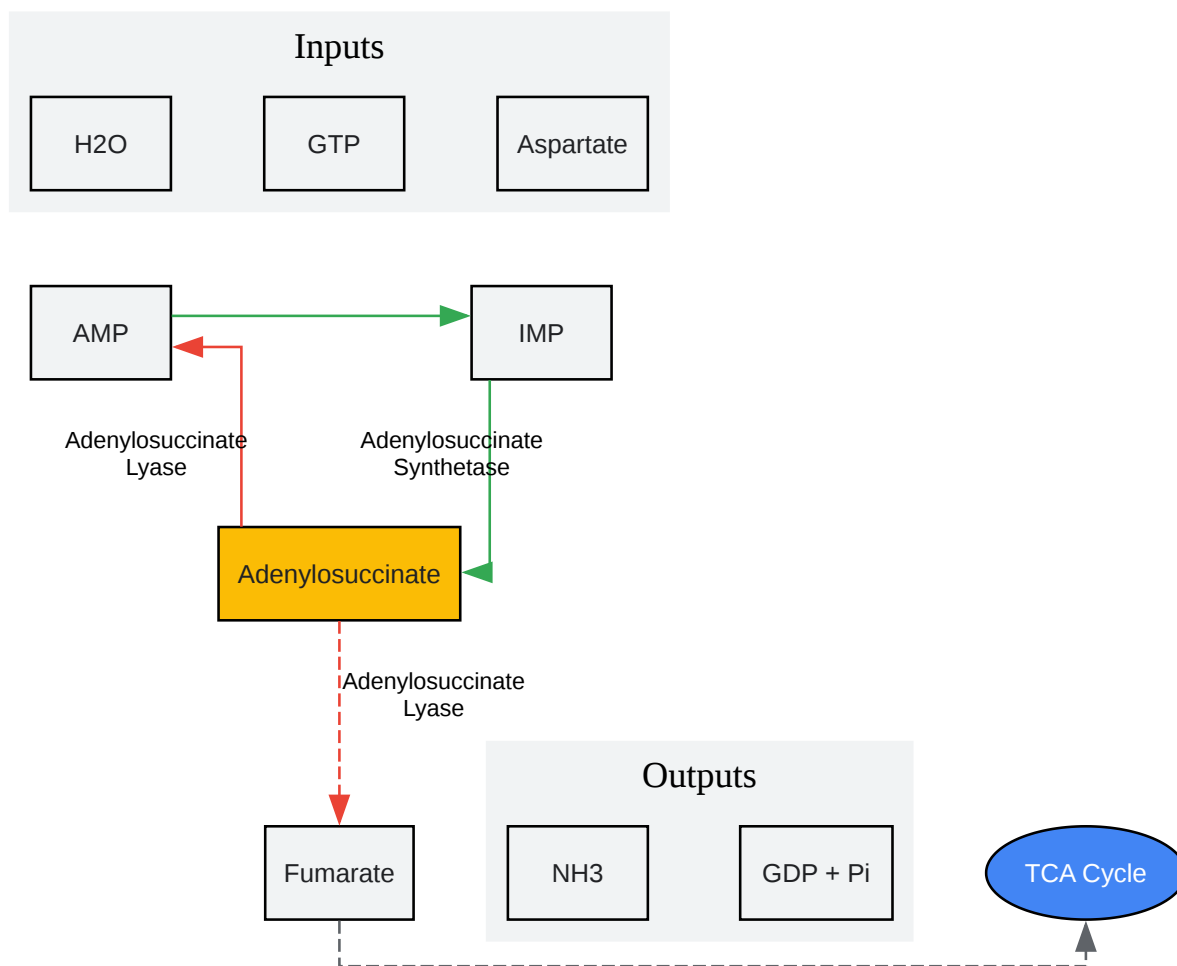 Inputs
H2O
GTP
Aspartate
AMP
IMP
Adenylosuccinate
Lyase
Adenylosuccinate
Synthetase
Adenylosuccinate
Adenylosuccinate
Lyase
Outputs
Fumarate
NH3
GDP + Pi
TCA Cycle